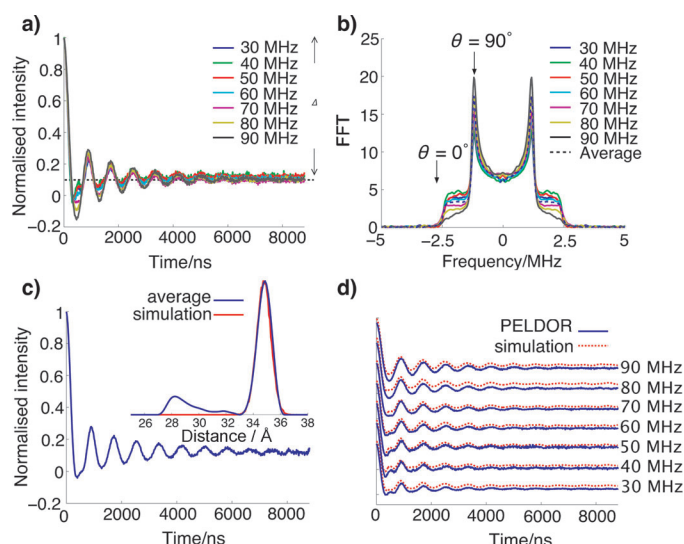 a)
Normalised intensity
1
0.8
0.6
0.4
0.2
0
−0.2
0 2000 4000 6000 8000
Time/ns
30 MHz
40 MHz
50 MHz
60 MHz
70 MHz
80 MHz
90 MHz
Δ
b)
FFT
25
20
15
10
5
0
−5 −2.5 0 2.5 5
Frequency/MHz
θ = 90°
θ = 0°
30 MHz
40 MHz
50 MHz
60 MHz
70 MHz
80 MHz
90 MHz
Average
c)
Normalised intensity
1
0.8
0.6
0.4
0.2
0
−0.2
0 2000 4000 6000 8000
Time/ns
average
simulation
26 28 30 32 34 36 38
Distance / Å
d)
PELDOR
simulation
90 MHz
80 MHz
70 MHz
60 MHz
50 MHz
40 MHz
30 MHz
0 2000 4000 6000 8000
Time/ns